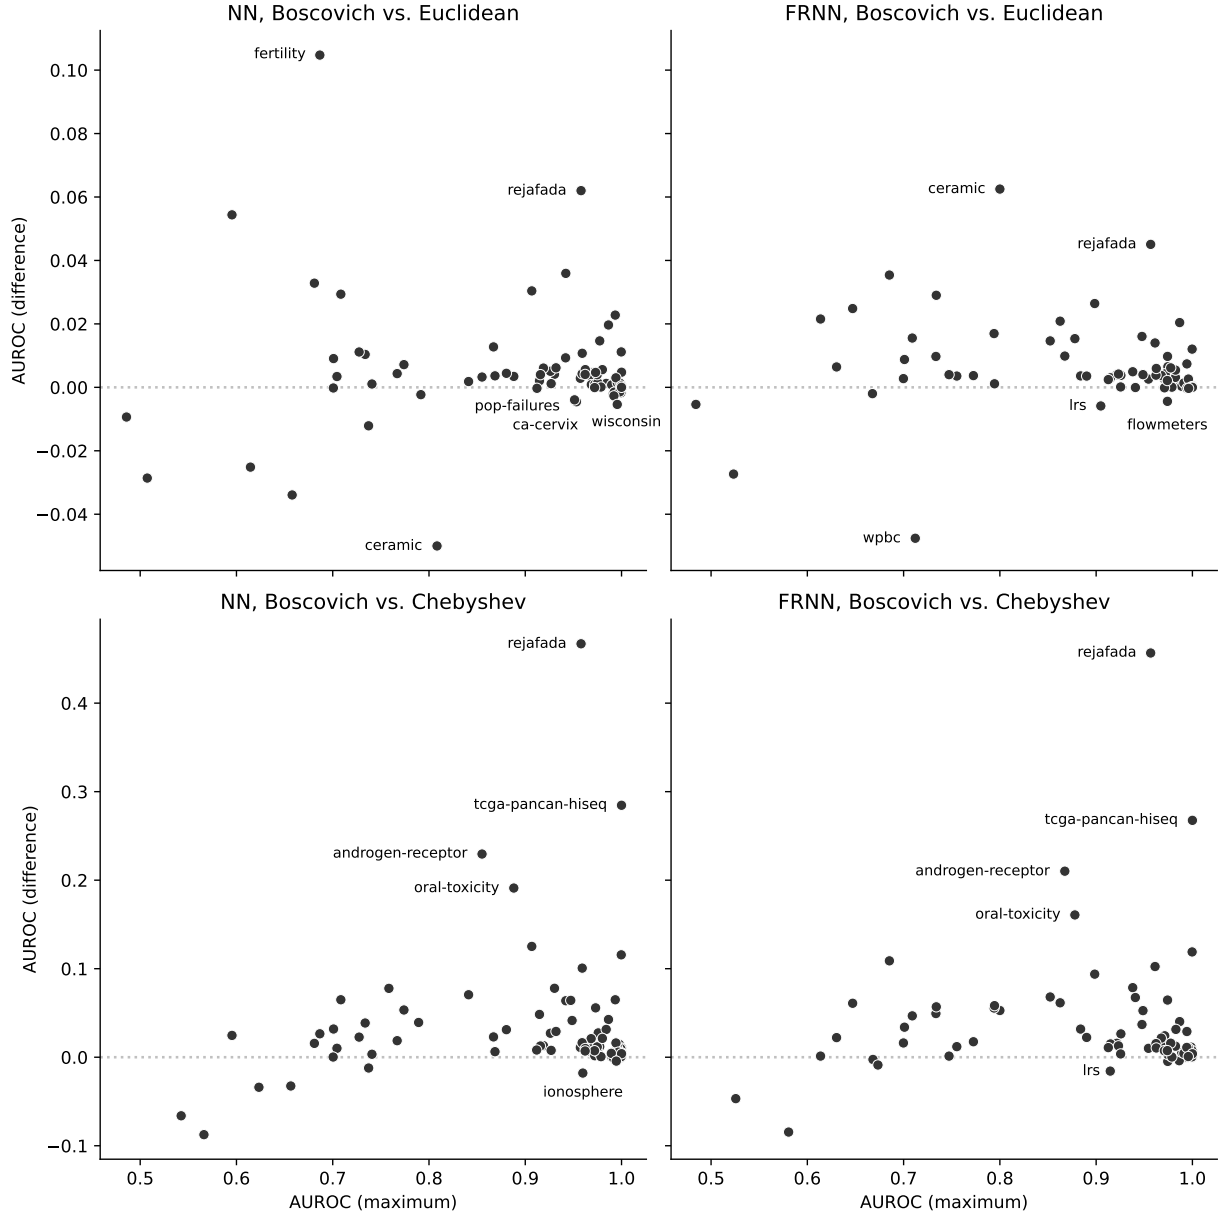 NN, Boscovich vs. Euclidean
FRNN, Boscovich vs. Euclidean
0.10
0.08
0.06
0.04
0.02
0.00
−0.02
−0.04
AUROC (difference)
fertility
rejafada
pop-failures
ca-cervix
wisconsin
ceramic
ceramic
rejafada
lrs
flowmeters
wpbc
NN, Boscovich vs. Chebyshev
FRNN, Boscovich vs. Chebyshev
0.4
0.3
0.2
0.1
0.0
−0.1
AUROC (difference)
rejafada
tcga-pancan-hiseq
androgen-receptor
oral-toxicity
ionosphere
rejafada
tcga-pancan-hiseq
androgen-receptor
oral-toxicity
lrs
0.5 0.6 0.7 0.8 0.9 1.0
AUROC (maximum)
0.5 0.6 0.7 0.8 0.9 1.0
AUROC (maximum)